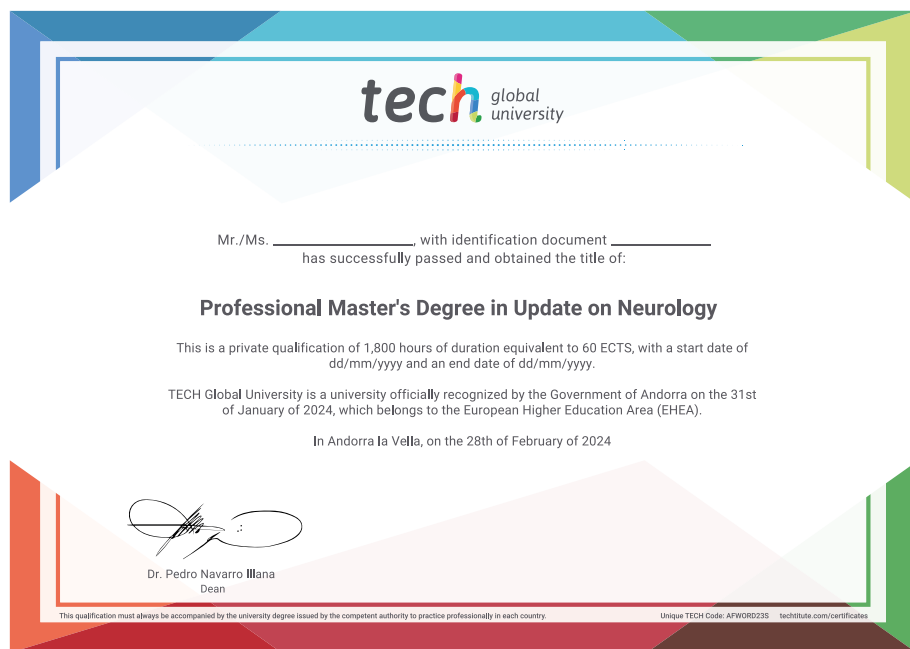 tech global university
Mr./Ms. ____________________, with identification document ______________
has successfully passed and obtained the title of:
Professional Master's Degree in Update on Neurology
This is a private qualification of 1,800 hours of duration equivalent to 60 ECTS, with a start date of
dd/mm/yyyy and an end date of dd/mm/yyyy.
TECH Global University is a university officially recognized by the Government of Andorra on the 31st
of January of 2024, which belongs to the European Higher Education Area (EHEA).
In Andorra la Vella, on the 28th of February of 2024
Dr. Pedro Navarro Illana
Dean
This qualification must always be accompanied by the university degree issued by the competent authority to practice professionally in each country.
Unique TECH Code: AFWORD23S techtitute.com/certificates